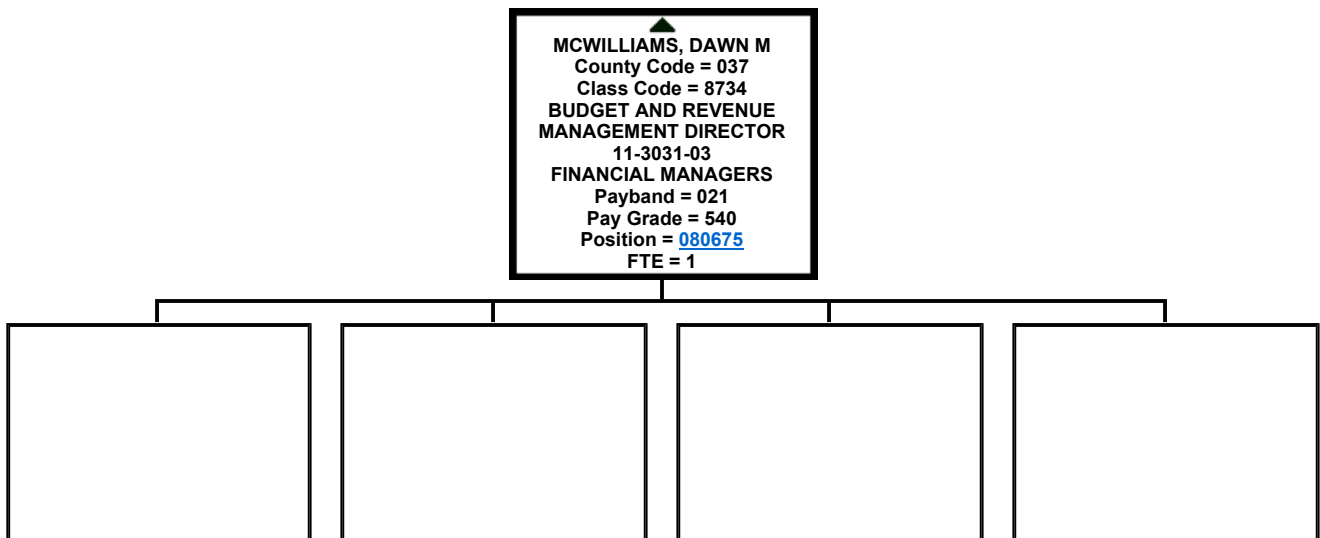 MCWILLIAMS, DAWN M
County Code = 037
Class Code = 8734
BUDGET AND REVENUE
MANAGEMENT DIRECTOR
11-3031-03
FINANCIAL MANAGERS
Payband = 021
Pay Grade = 540
Position = 080675
FTE = 1